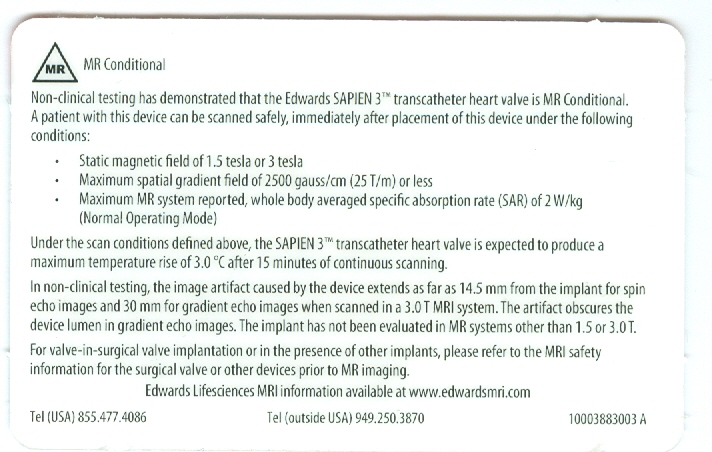 MR MR Conditional
Non-clinical testing has demonstrated that the Edwards SAPIEN 3™ transcatheter heart valve is MR Conditional.
A patient with this device can be scanned safely, immediately after placement of this device under the following
conditions:
• Static magnetic field of 1.5 tesla or 3 tesla
• Maximum spatial gradient field of 2500 gauss/cm (25 T/m) or less
• Maximum MR system reported, whole body averaged specific absorption rate (SAR) of 2 W/kg
(Normal Operating Mode)
Under the scan conditions defined above, the SAPIEN 3™ transcatheter heart valve is expected to produce a
maximum temperature rise of 3.0 °C after 15 minutes of continuous scanning.
In non-clinical testing, the image artifact caused by the device extends as far as 14.5 mm from the implant for spin
echo images and 30 mm for gradient echo images when scanned in a 3.0 T MRI system. The artifact obscures the
device lumen in gradient echo images. The implant has not been evaluated in MR systems other than 1.5 or 3.0 T.
For valve-in-surgical valve implantation or in the presence of other implants, please refer to the MRI safety
information for the surgical valve or other devices prior to MR imaging.
Edwards Lifesciences MRI information available at www.edwardsmri.com
Tel (USA) 855.477.4086 Tel (outside USA) 949.250.3870 10003883003 A